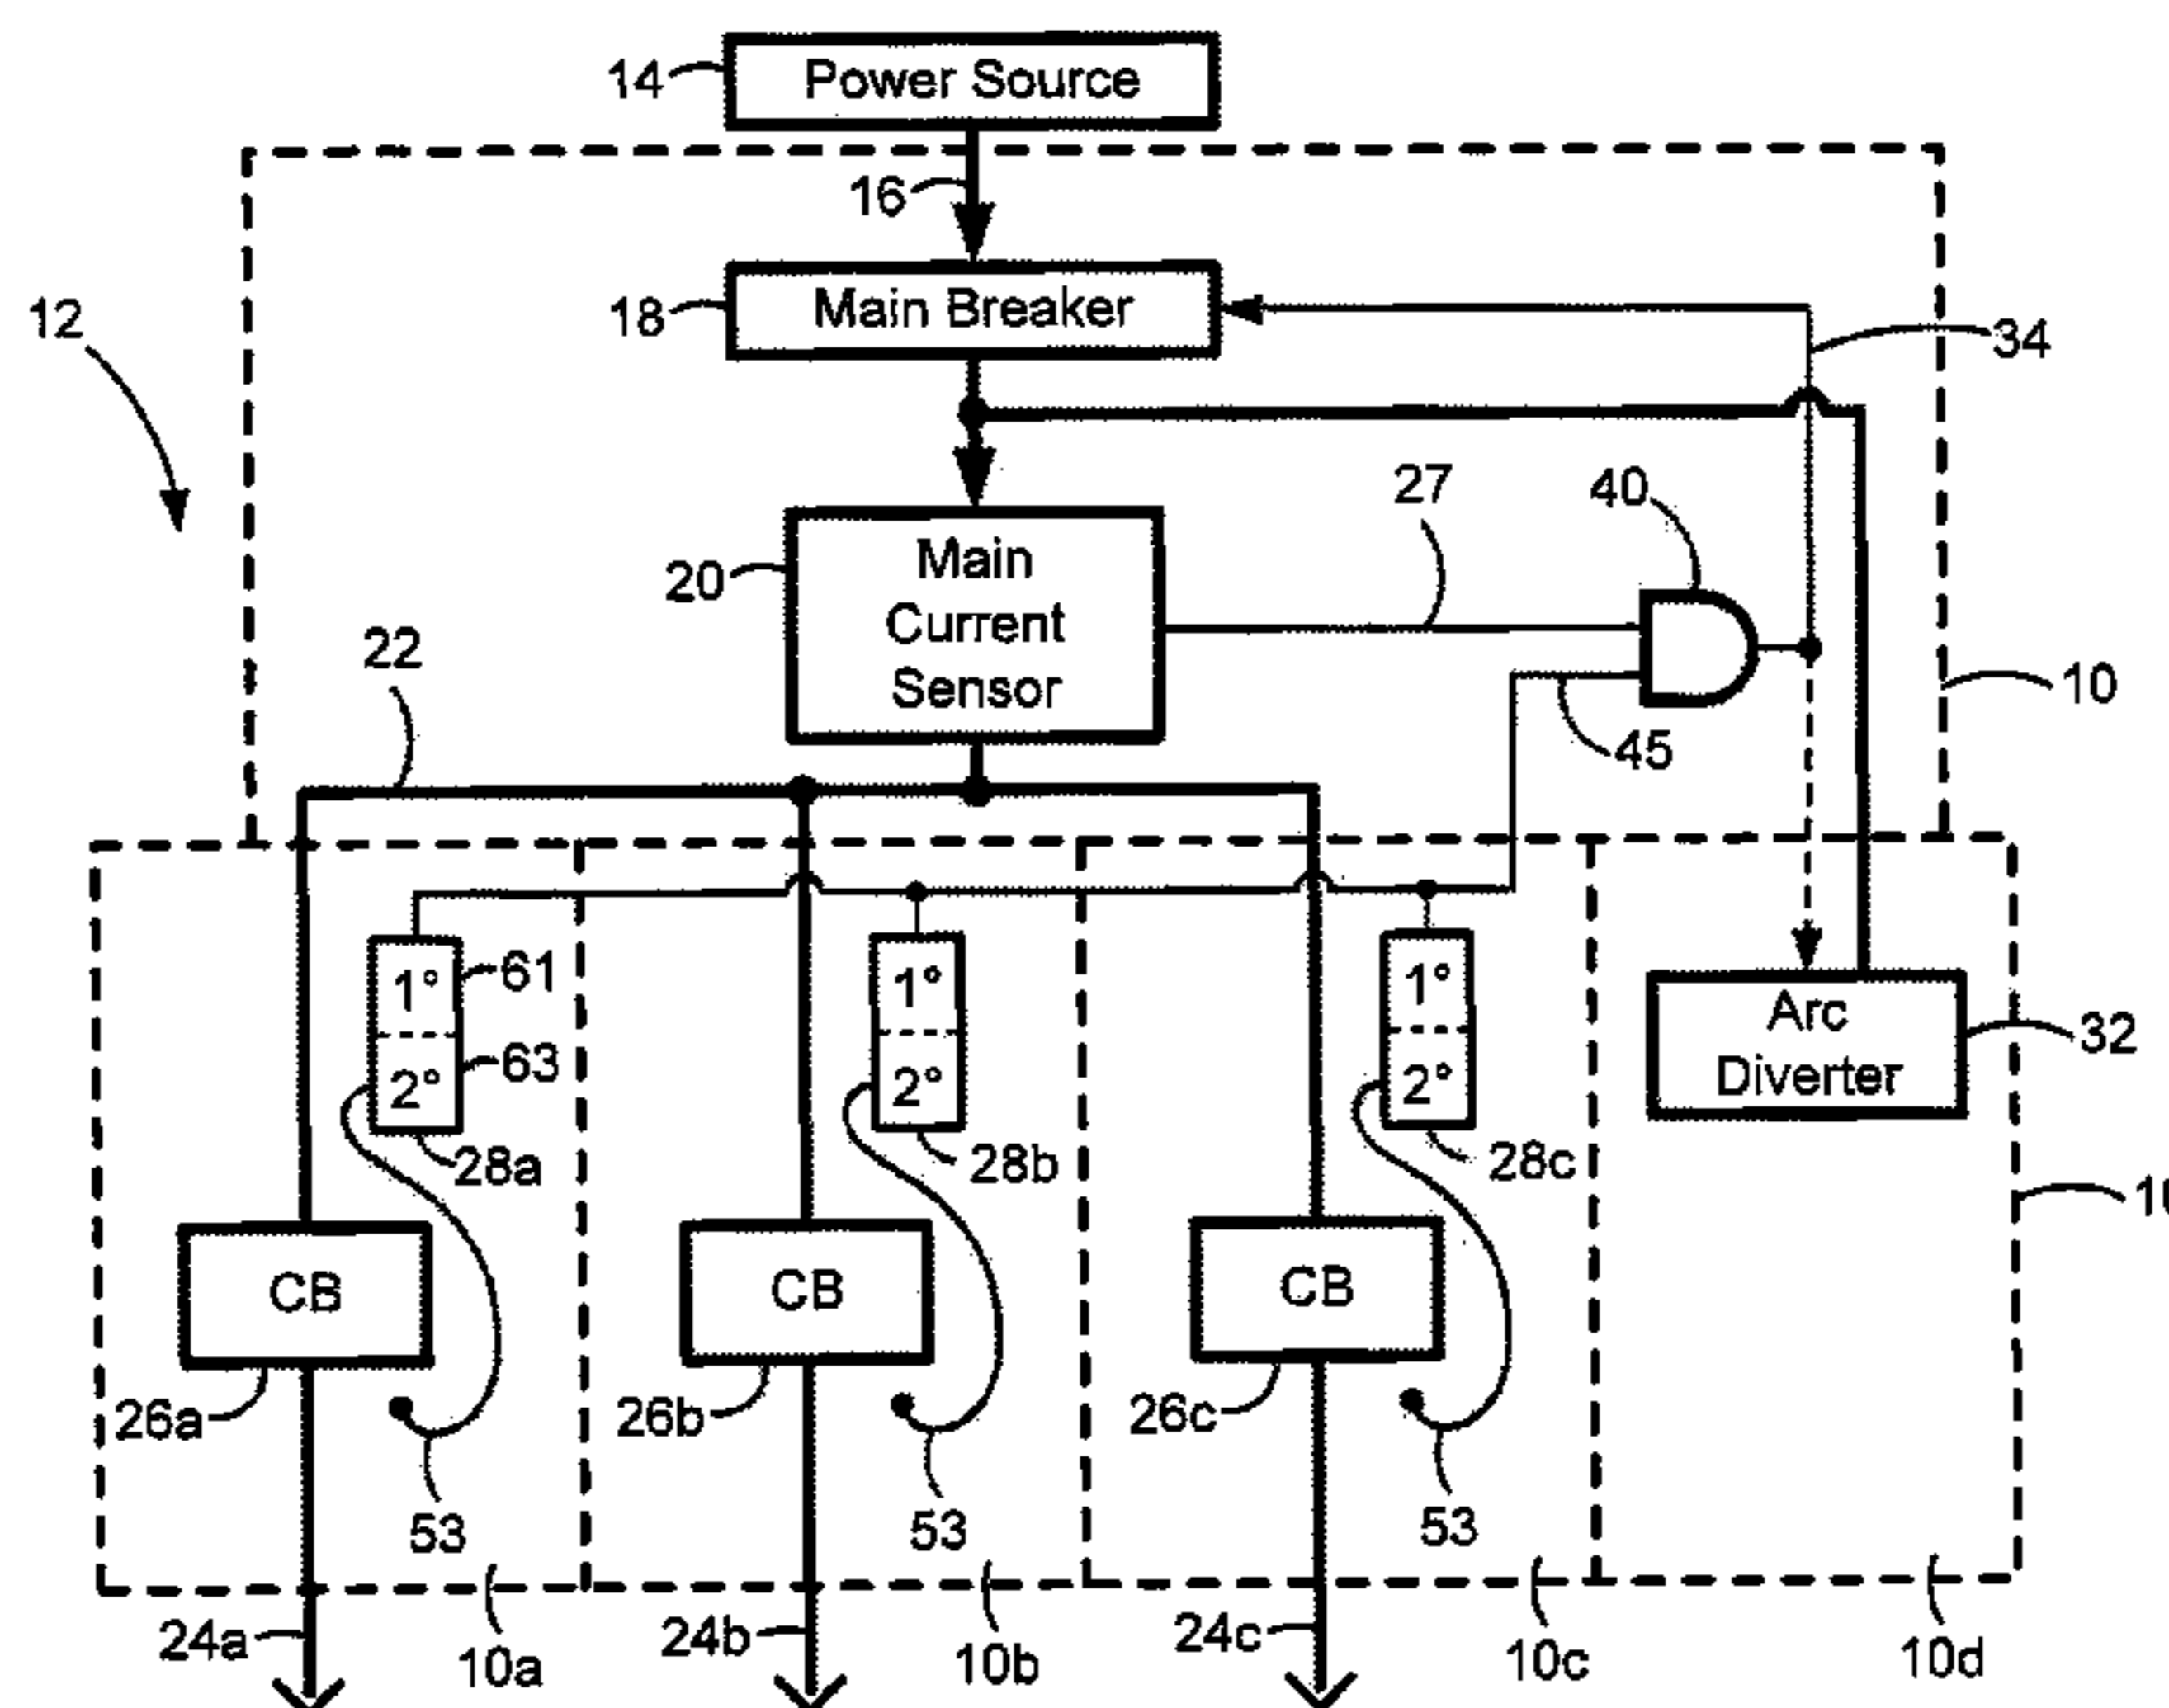 14
Power Source
16
12
18
Main Breaker
34
27
40
20
Main
Current
Sensor
22
10
45
1°
61
2°
63
28a
1°
2°
28b
1°
2°
28c
Arc
Diverter
32
CB
CB
CB
26a
26b
26c
53
53
53
24a
24b
24c
10a
10b
10c
10d